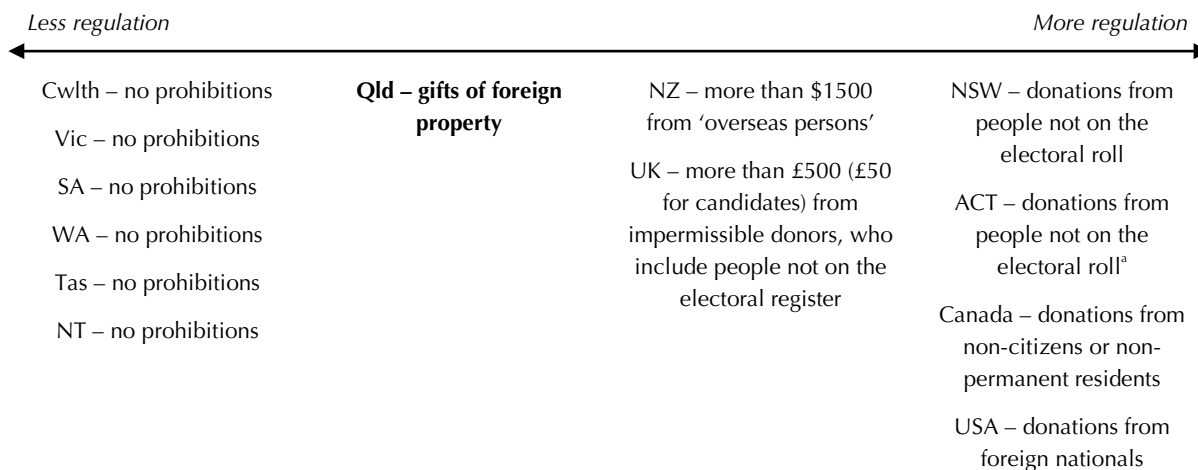 Less regulation
More regulation
Cwlth – no prohibitions
Vic – no prohibitions
SA – no prohibitions
WA – no prohibitions
Tas – no prohibitions
NT – no prohibitions
Qld – gifts of foreign
property
NZ – more than $1500
from ‘overseas persons’
UK – more than £500 (£50
for candidates) from
impermissible donors, who
include people not on the
electoral register
NSW – donations from
people not on the
electoral roll
ACT – donations from
people not on the
electoral rollª
Canada – donations from
non-citizens or non-
permanent residents
USA – donations from
foreign nationals